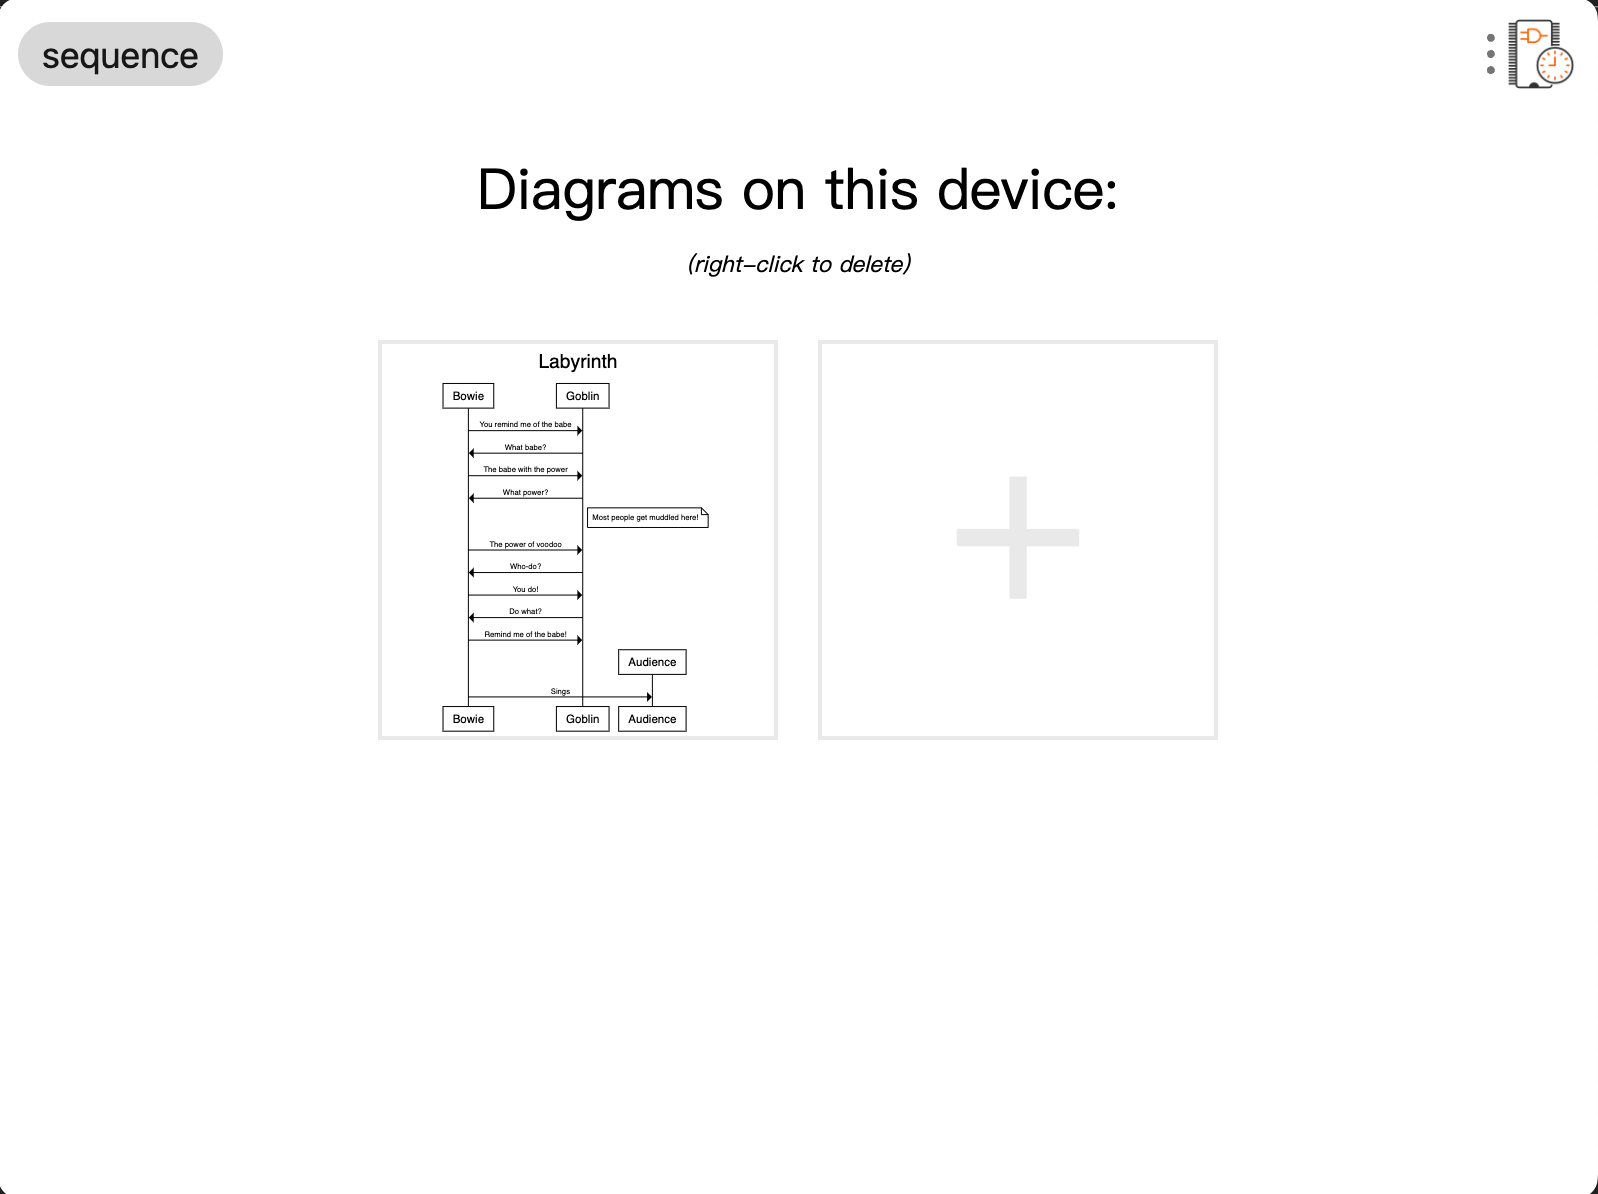 sequence
Diagrams on this device:
(right-click to delete)
Labyrinth
Bowie Goblin
You remind me of the babe
What babe?
The babe with the power
What power?
Most people get muddled here!
The power of voodoo
Who-do?
You do!
Do what?
Remind me of the babe!
Audience
Sings
Bowie Goblin Audience